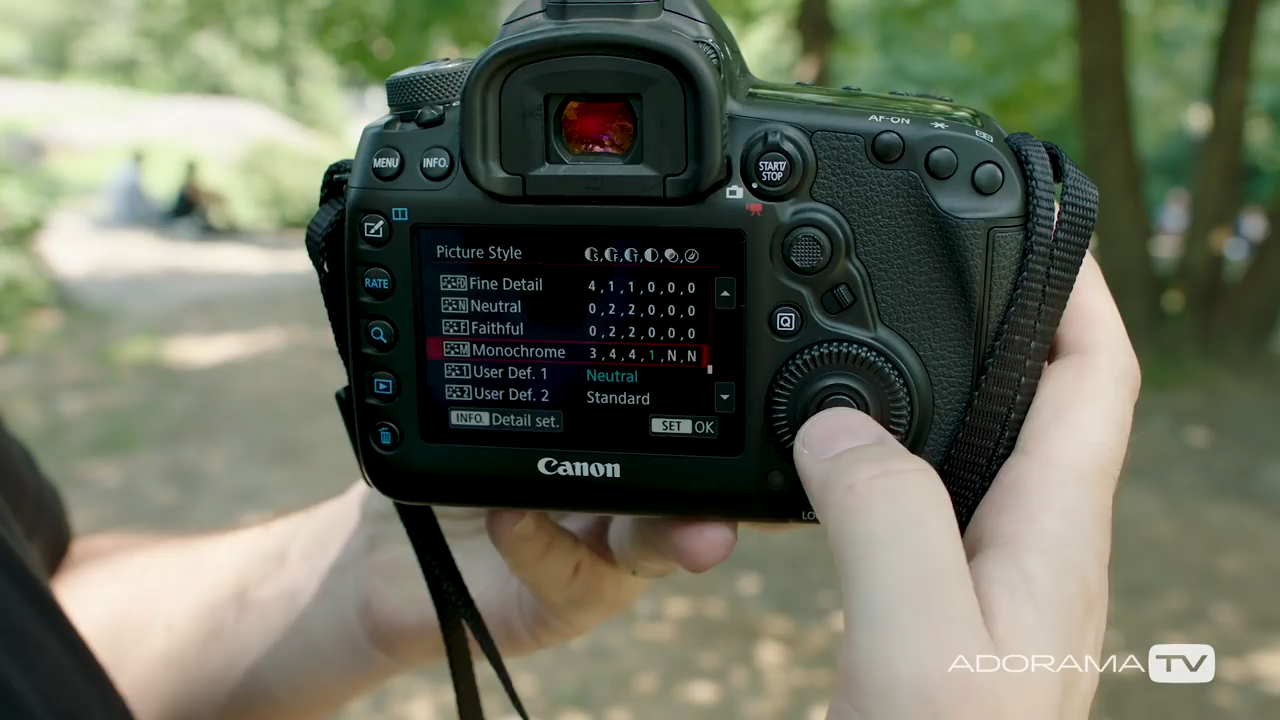 AF-ON
MENU
INFO.
START/
STOP
RATE
Picture Style
Fine Detail 4,1,1,0,0,0
Neutral 0,2,2,0,0,0
Faithful 0,2,2,0,0,0
Monochrome 3,4,4,1,N,N
User Def. 1 Neutral
User Def. 2 Standard
INFO. Detail set.
SET OK
Q
Canon
LO
ADORAMA TV